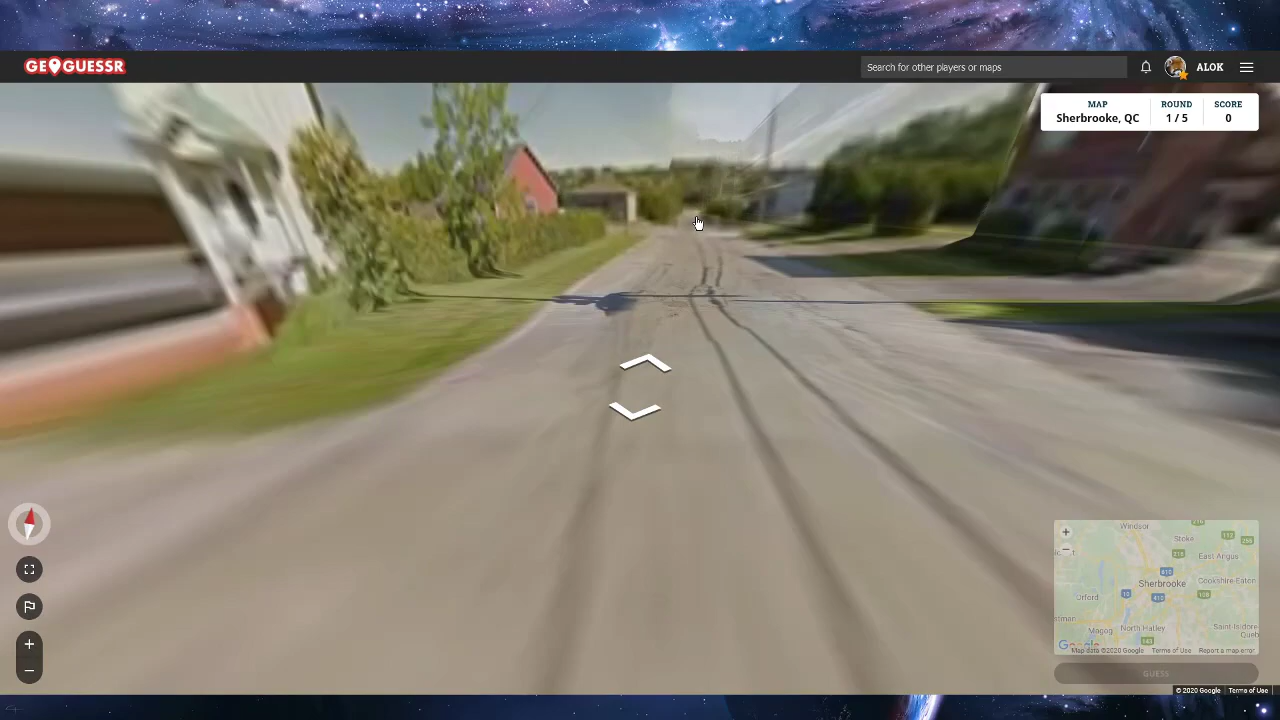 GEOGUESSR
Search for other players or maps
ALOK
MAP ROUND SCORE
Sherbrooke, QC 1 / 5 0
Windsor
Stoke
East Angus
Sherbrooke
Cookshire-Eaton
Orford
Magog
North Hatley
Saint-Isidore
Map data ©2020 Google Terms of Use Report a map error
GUESS
© 2020 Google Terms of Use